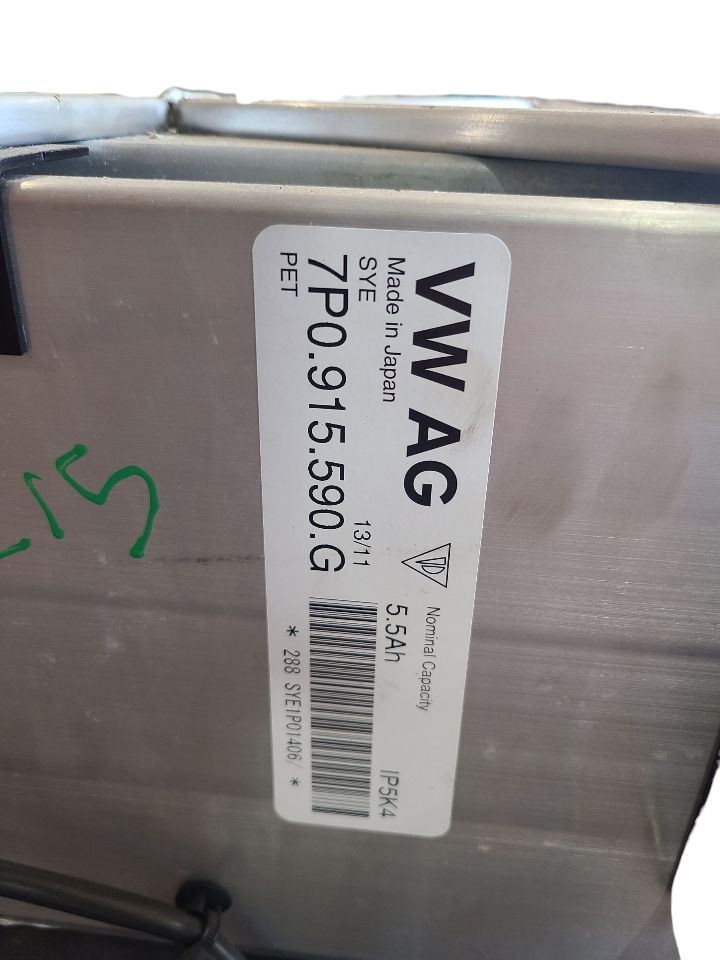 VW AG
Nominal Capacity
Made in Japan
5.5Ah
IP5K4
SYE
13/11
7P0.915.590.G
PET
* 288 SYE1P01406/ *
15